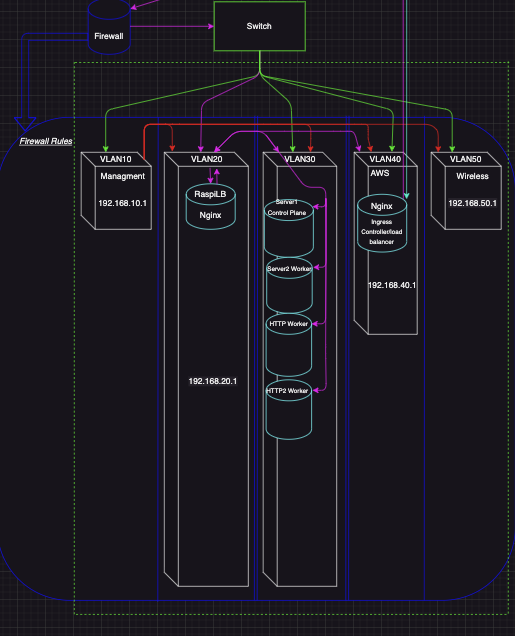 Firewall
Switch
Firewall Rules
VLAN10
Managment
192.168.10.1
VLAN20
RaspiLB
Nginx
192.168.20.1
VLAN30
Server1
Control Plane
Server2 Worker
HTTP Worker
HTTP2 Worker
VLAN40
AWS
Nginx
Ingress
Controller/load
balancer
192.168.40.1
VLAN50
Wireless
192.168.50.1